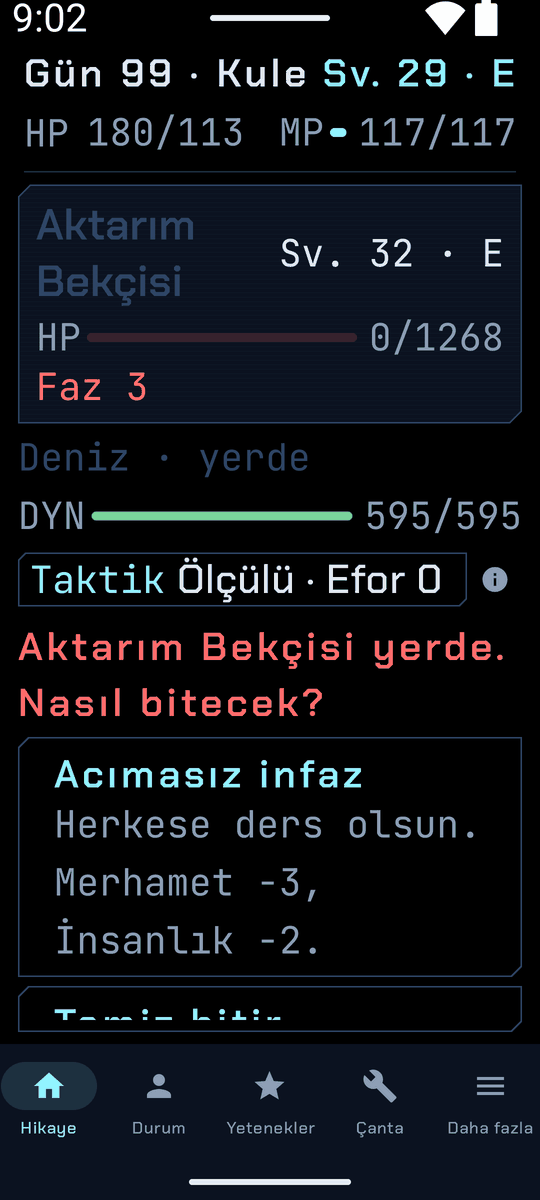 9:02
Gün 99 · Kule Sv. 29 · E
HP 180/113 MP 117/117
Aktarım
Bekçisi
Sv. 32 · E
HP 0/1268
Faz 3
Deniz · yerde
DYN 595/595
Taktik Ölçülü · Efor 0
Aktarım Bekçisi yerde.
Nasıl bitecek?
Acımasız infaz
Herkese ders olsun.
Merhamet -3,
İnsanlık -2.
Temiz bitir
Hikaye Durum Yetenekler Çanta Daha fazla